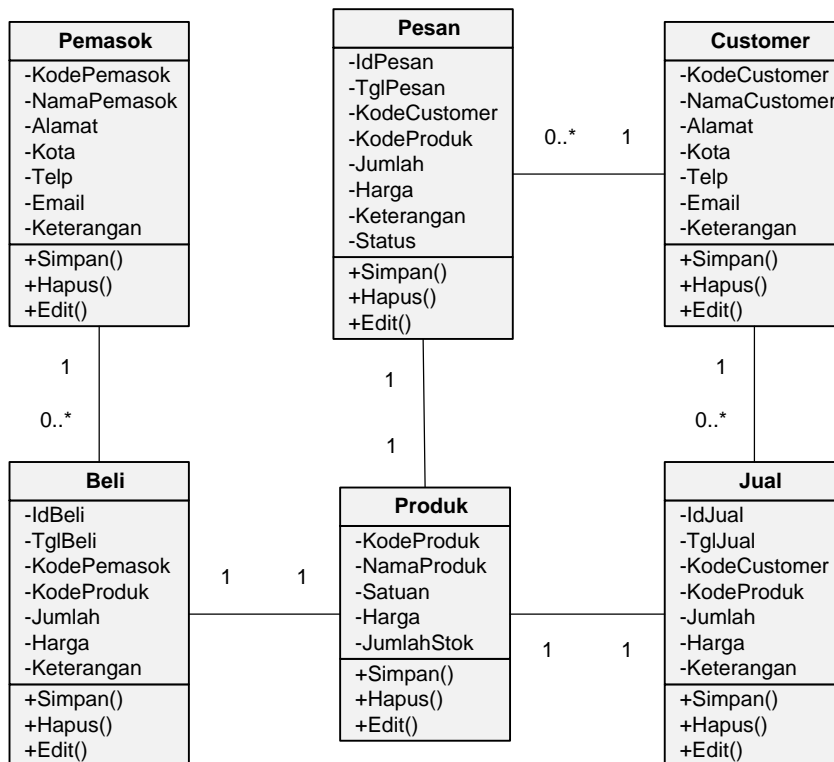 Pemasok
-KodePemasok
-NamaPemasok
-Alamat
-Kota
-Telp
-Email
-Keterangan
+Simpan()
+Hapus()
+Edit()
Pesan
-IdPesan
-TglPesan
-KodeCustomer
-KodeProduk
-Jumlah
-Harga
-Keterangan
-Status
+Simpan()
+Hapus()
+Edit()
0..* 1
Customer
-KodeCustomer
-NamaCustomer
-Alamat
-Kota
-Telp
-Email
-Keterangan
+Simpan()
+Hapus()
+Edit()
1
0..*
1
1
1
0..*
Beli
-IdBeli
-TglBeli
-KodePemasok
-KodeProduk
-Jumlah
-Harga
-Keterangan
+Simpan()
+Hapus()
+Edit()
1 1
Produk
-KodeProduk
-NamaProduk
-Satuan
-Harga
-JumlahStok
+Simpan()
+Hapus()
+Edit()
1 1
Jual
-IdJual
-TglJual
-KodeCustomer
-KodeProduk
-Jumlah
-Harga
-Keterangan
+Simpan()
+Hapus()
+Edit()